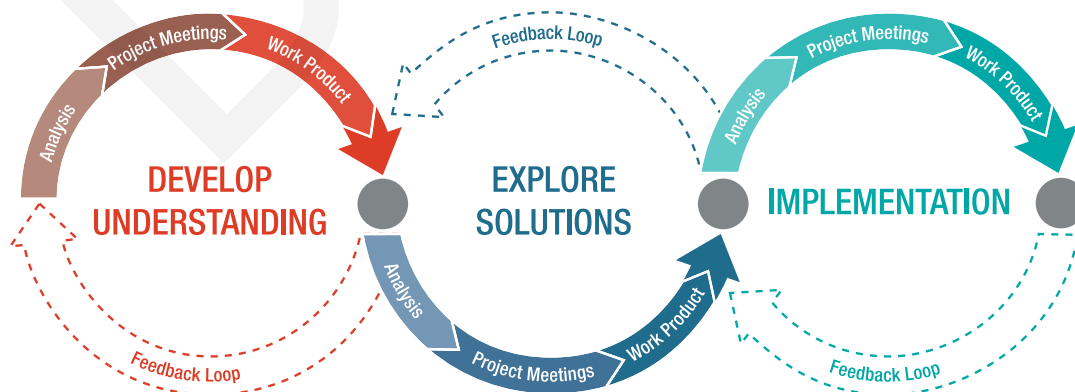 Analysis
Project Meetings
Work Product
DEVELOP
UNDERSTANDING
Feedback Loop
Feedback Loop
EXPLORE
SOLUTIONS
Analysis
Project Meetings
Work Product
Analysis
Project Meetings
Work Product
IMPLEMENTATION
Feedback Loop